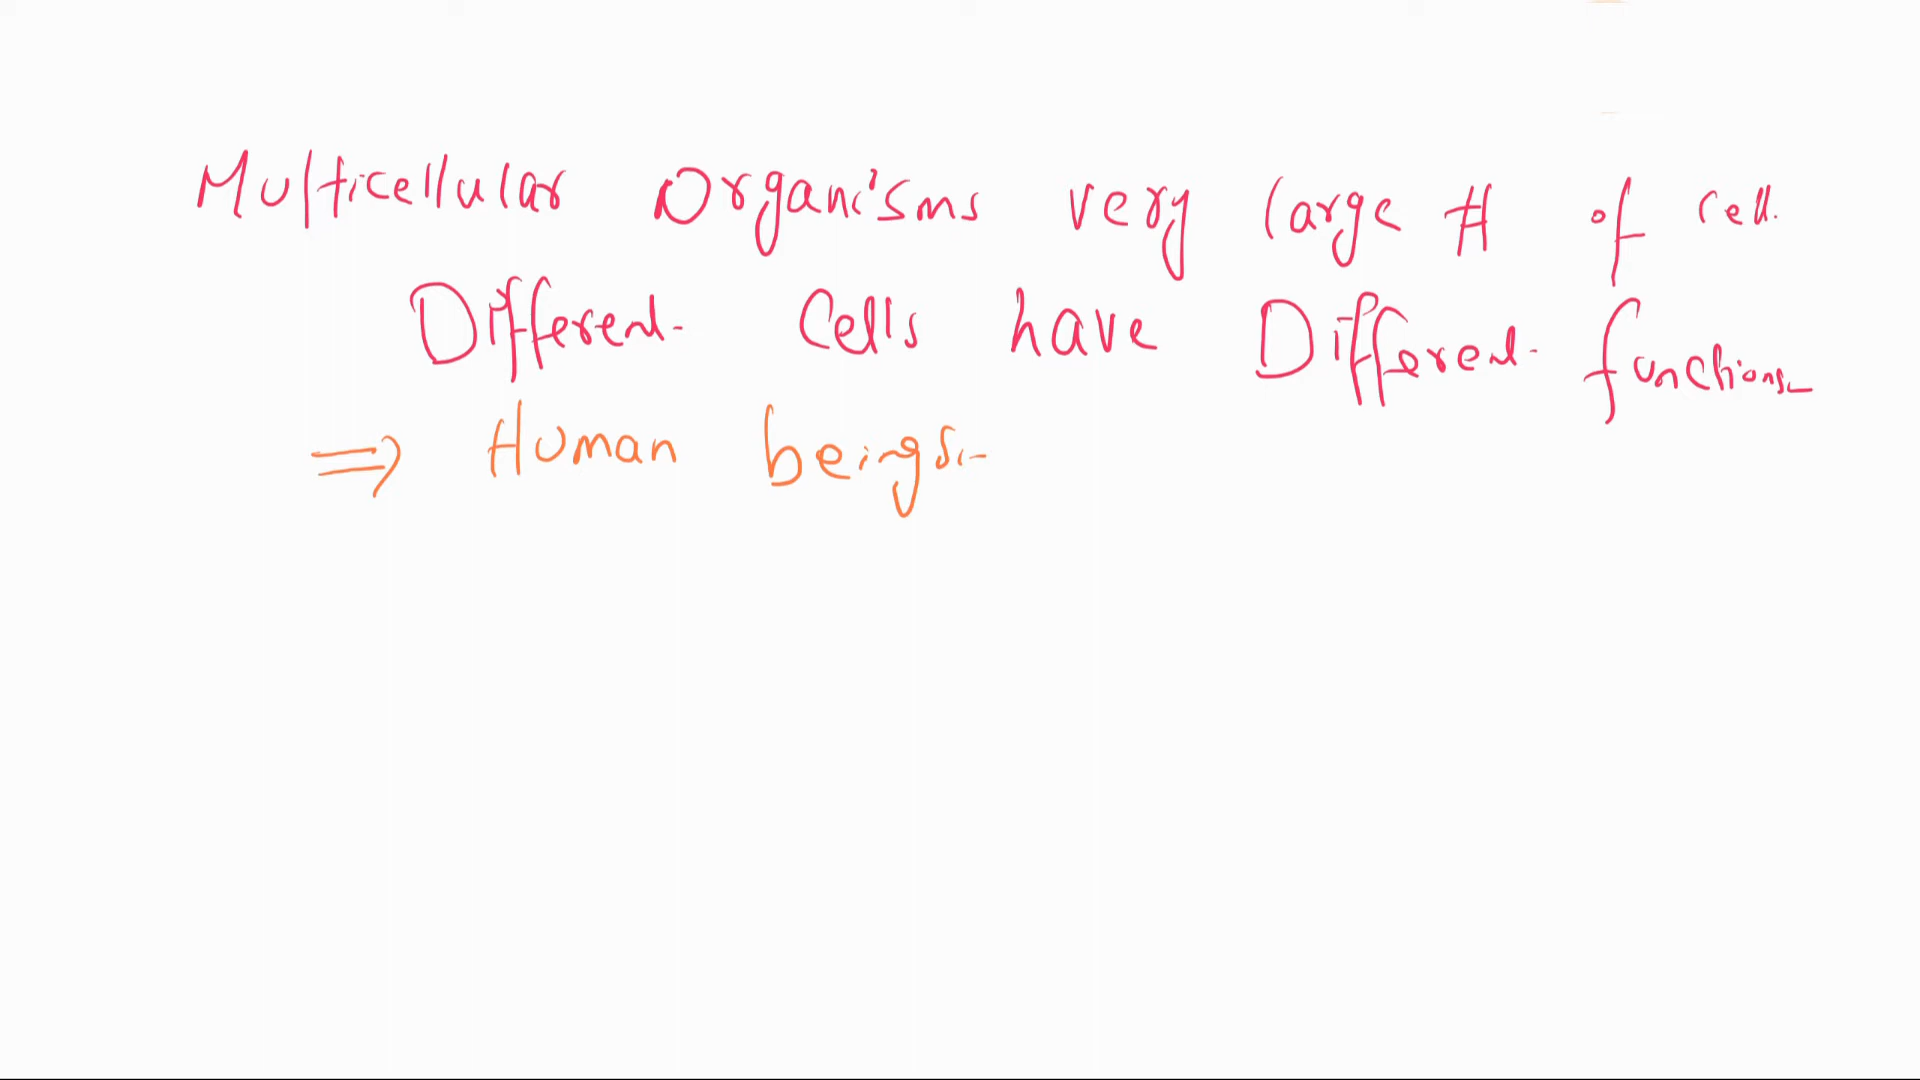 Multicellular Organisms very large # of cell.
Different Cells have Different functions
⇒ Human beings:-